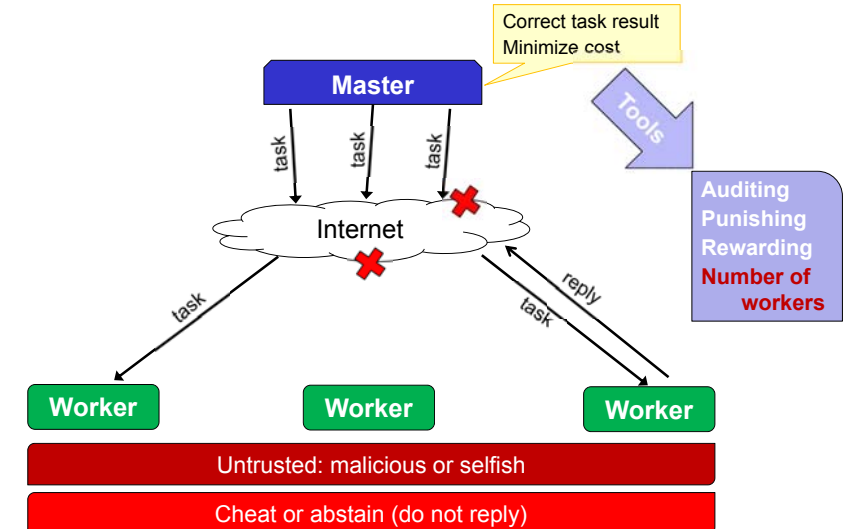 Correct task result
Minimize cost
Master
Tools
task
task
task
Auditing
Punishing
Rewarding
Number of
workers
Internet
task
reply
task
Worker
Worker
Worker
Untrusted: malicious or selfish
Cheat or abstain (do not reply)